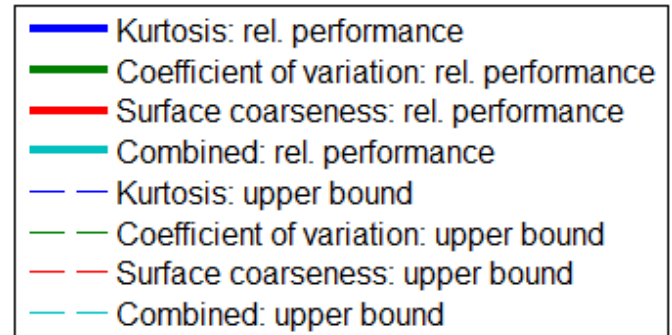 Kurtosis: rel. performance
Coefficient of variation: rel. performance
Surface coarseness: rel. performance
Combined: rel. performance
Kurtosis: upper bound
Coefficient of variation: upper bound
Surface coarseness: upper bound
Combined: upper bound